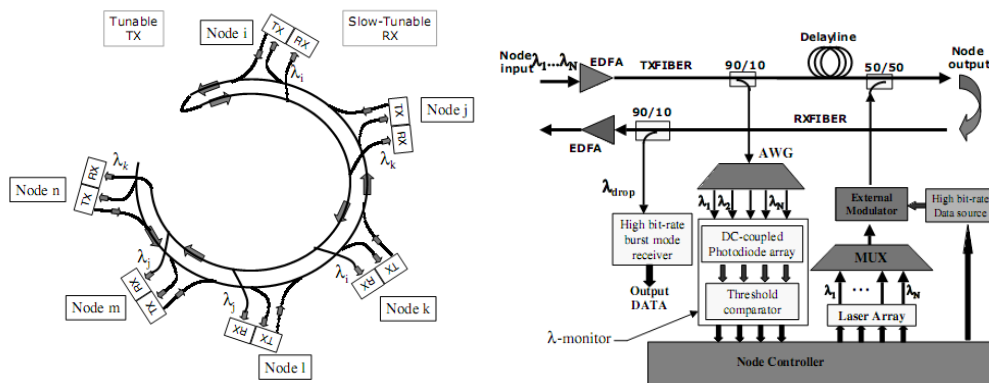 Tunable
TX
Node i
Slow-Tunable
RX
TX
RX
λi
TX
RX
Node j
λk
λk
RX
TX
Node n
λj
RX
TX
Node m
λj
RX
TX
Node l
λi
TX
RX
Node k
Node
input
λ1...λN
EDFA
TXFIBER
90/10
Delayline
50/50
Node
output
90/10
RXFIBER
EDFA
AWG
λdrop
λ1
λ2
λN
High bit-rate
burst mode
receiver
Output
DATA
DC-coupled
Photodiode array
Threshold
comparator
λ-monitor
External
Modulator
High bit-rate
Data source
MUX
λ1
...
λN
Laser Array
Node Controller